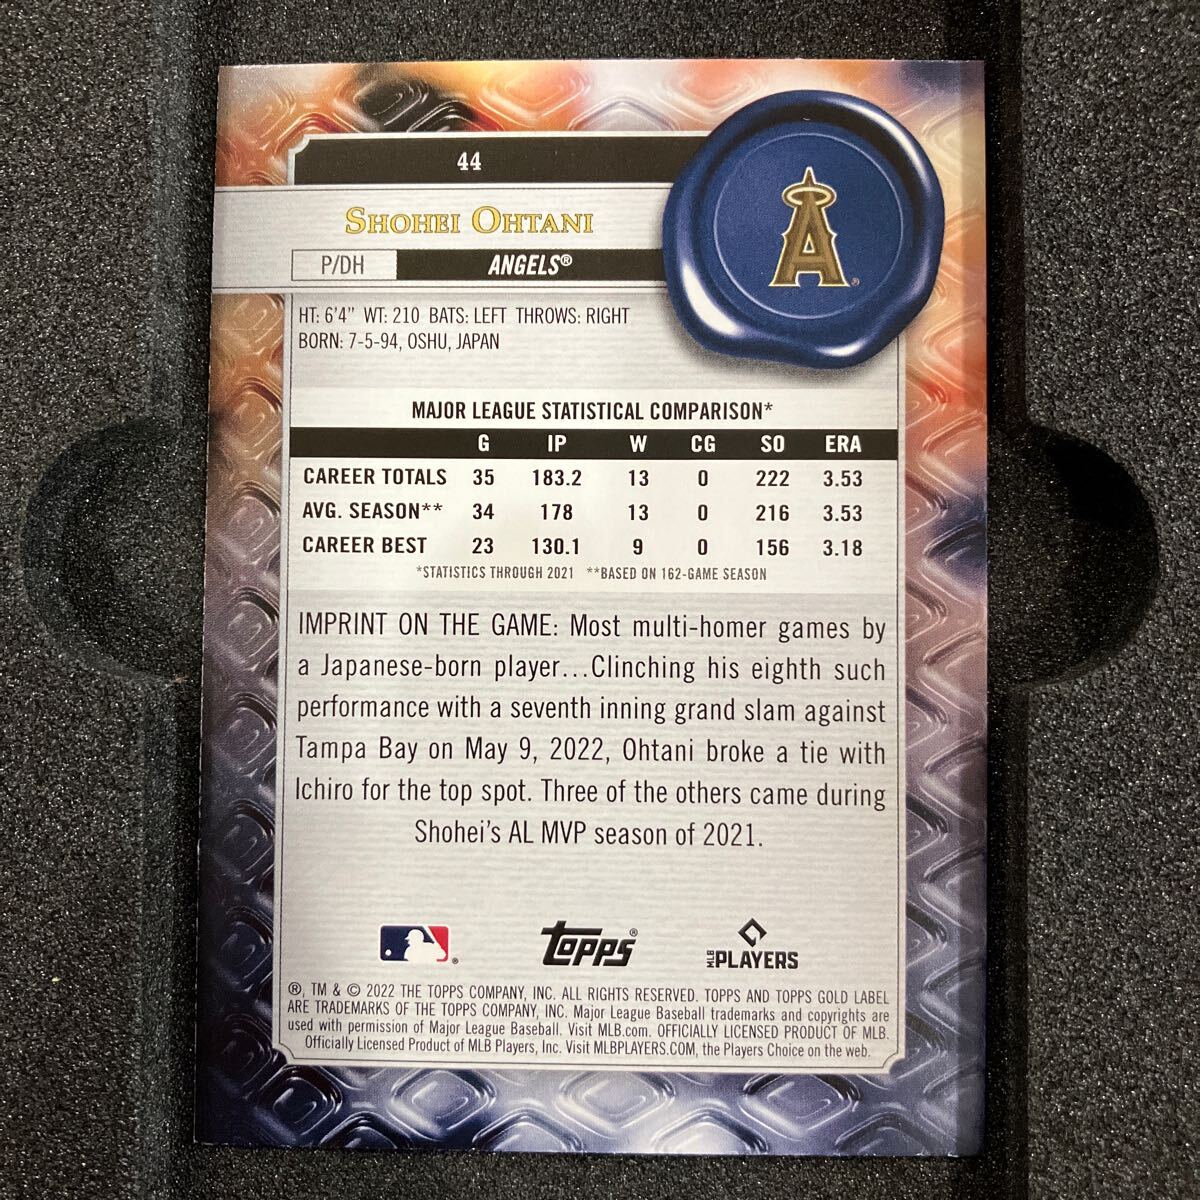 44
SHOHEI OHTANI
P/DH ANGELS®
A®
HT: 6'4" WT: 210 BATS: LEFT THROWS: RIGHT
BORN: 7-5-94, OSHU, JAPAN
MAJOR LEAGUE STATISTICAL COMPARISON*
G IP W CG SO ERA
CAREER TOTALS 35 183.2 13 0 222 3.53
AVG. SEASON** 34 178 13 0 216 3.53
CAREER BEST 23 130.1 9 0 156 3.18
*STATISTICS THROUGH 2021 **BASED ON 162-GAME SEASON
IMPRINT ON THE GAME: Most multi-homer games by
a Japanese-born player...Clinching his eighth such
performance with a seventh inning grand slam against
Tampa Bay on May 9, 2022, Ohtani broke a tie with
Ichiro for the top spot. Three of the others came during
Shohei's AL MVP season of 2021.
® topps® MLB PLAYERS
®, TM & © 2022 THE TOPPS COMPANY, INC. ALL RIGHTS RESERVED. TOPPS AND TOPPS GOLD LABEL
ARE TRADEMARKS OF THE TOPPS COMPANY, INC. Major League Baseball trademarks and copyrights are
used with permission of Major League Baseball. Visit MLB.com. OFFICIALLY LICENSED PRODUCT OF MLB.
Officially Licensed Product of MLB Players, Inc. Visit MLBPLAYERS.COM, the Players Choice on the web.